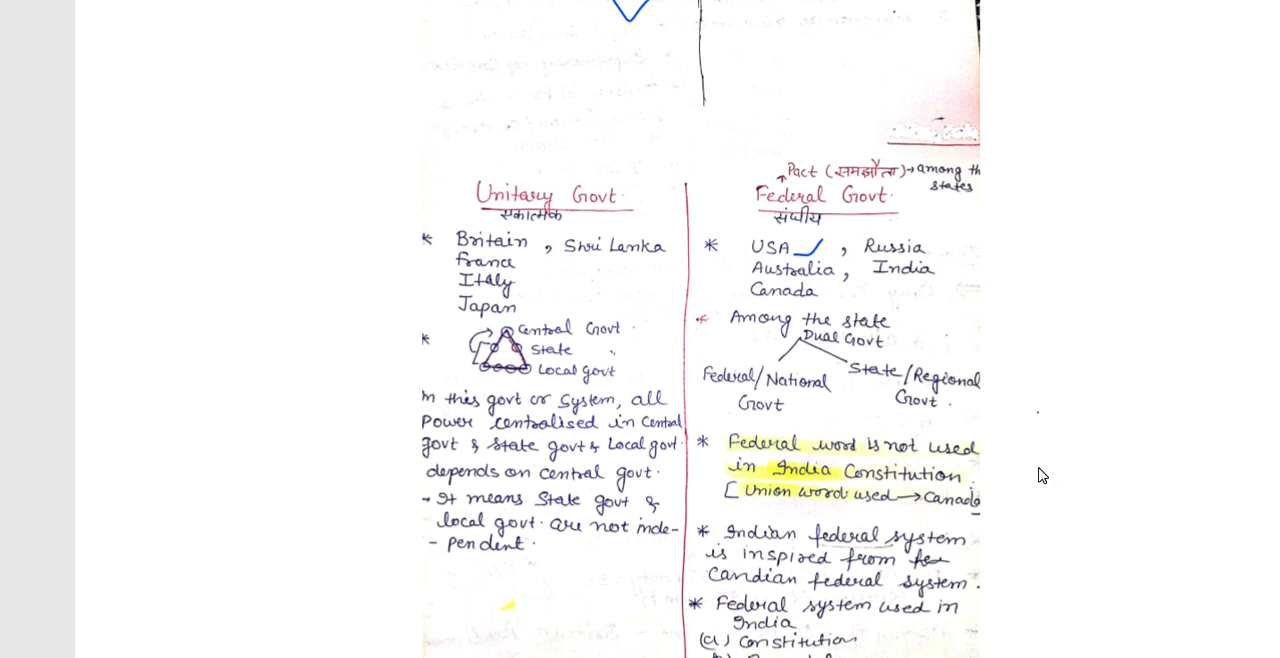 Unitary Govt.
एकात्मक
* Britain , Shri Lanka
France
Italy
Japan
* Central Govt.
State
Local govt
In this govt or system, all
Power centralised in Central
govt & state govt & Local govt.
depends on central govt.
→ It means State govt &
local govt. are not inde-
- pendent.
Pact (समझौता) → among th
states
Federal Govt.
संघीय
* USA , Russia
Australia , India
Canada
* Among the state
Dual Govt
Federal/National
Govt
State/Regional
Govt.
* Federal word is not used
in India Constitution.
[Union word used → Canada
* Indian federal system
is inspired from
Candian federal system.
* Federal system used in
India
(a) Constitution